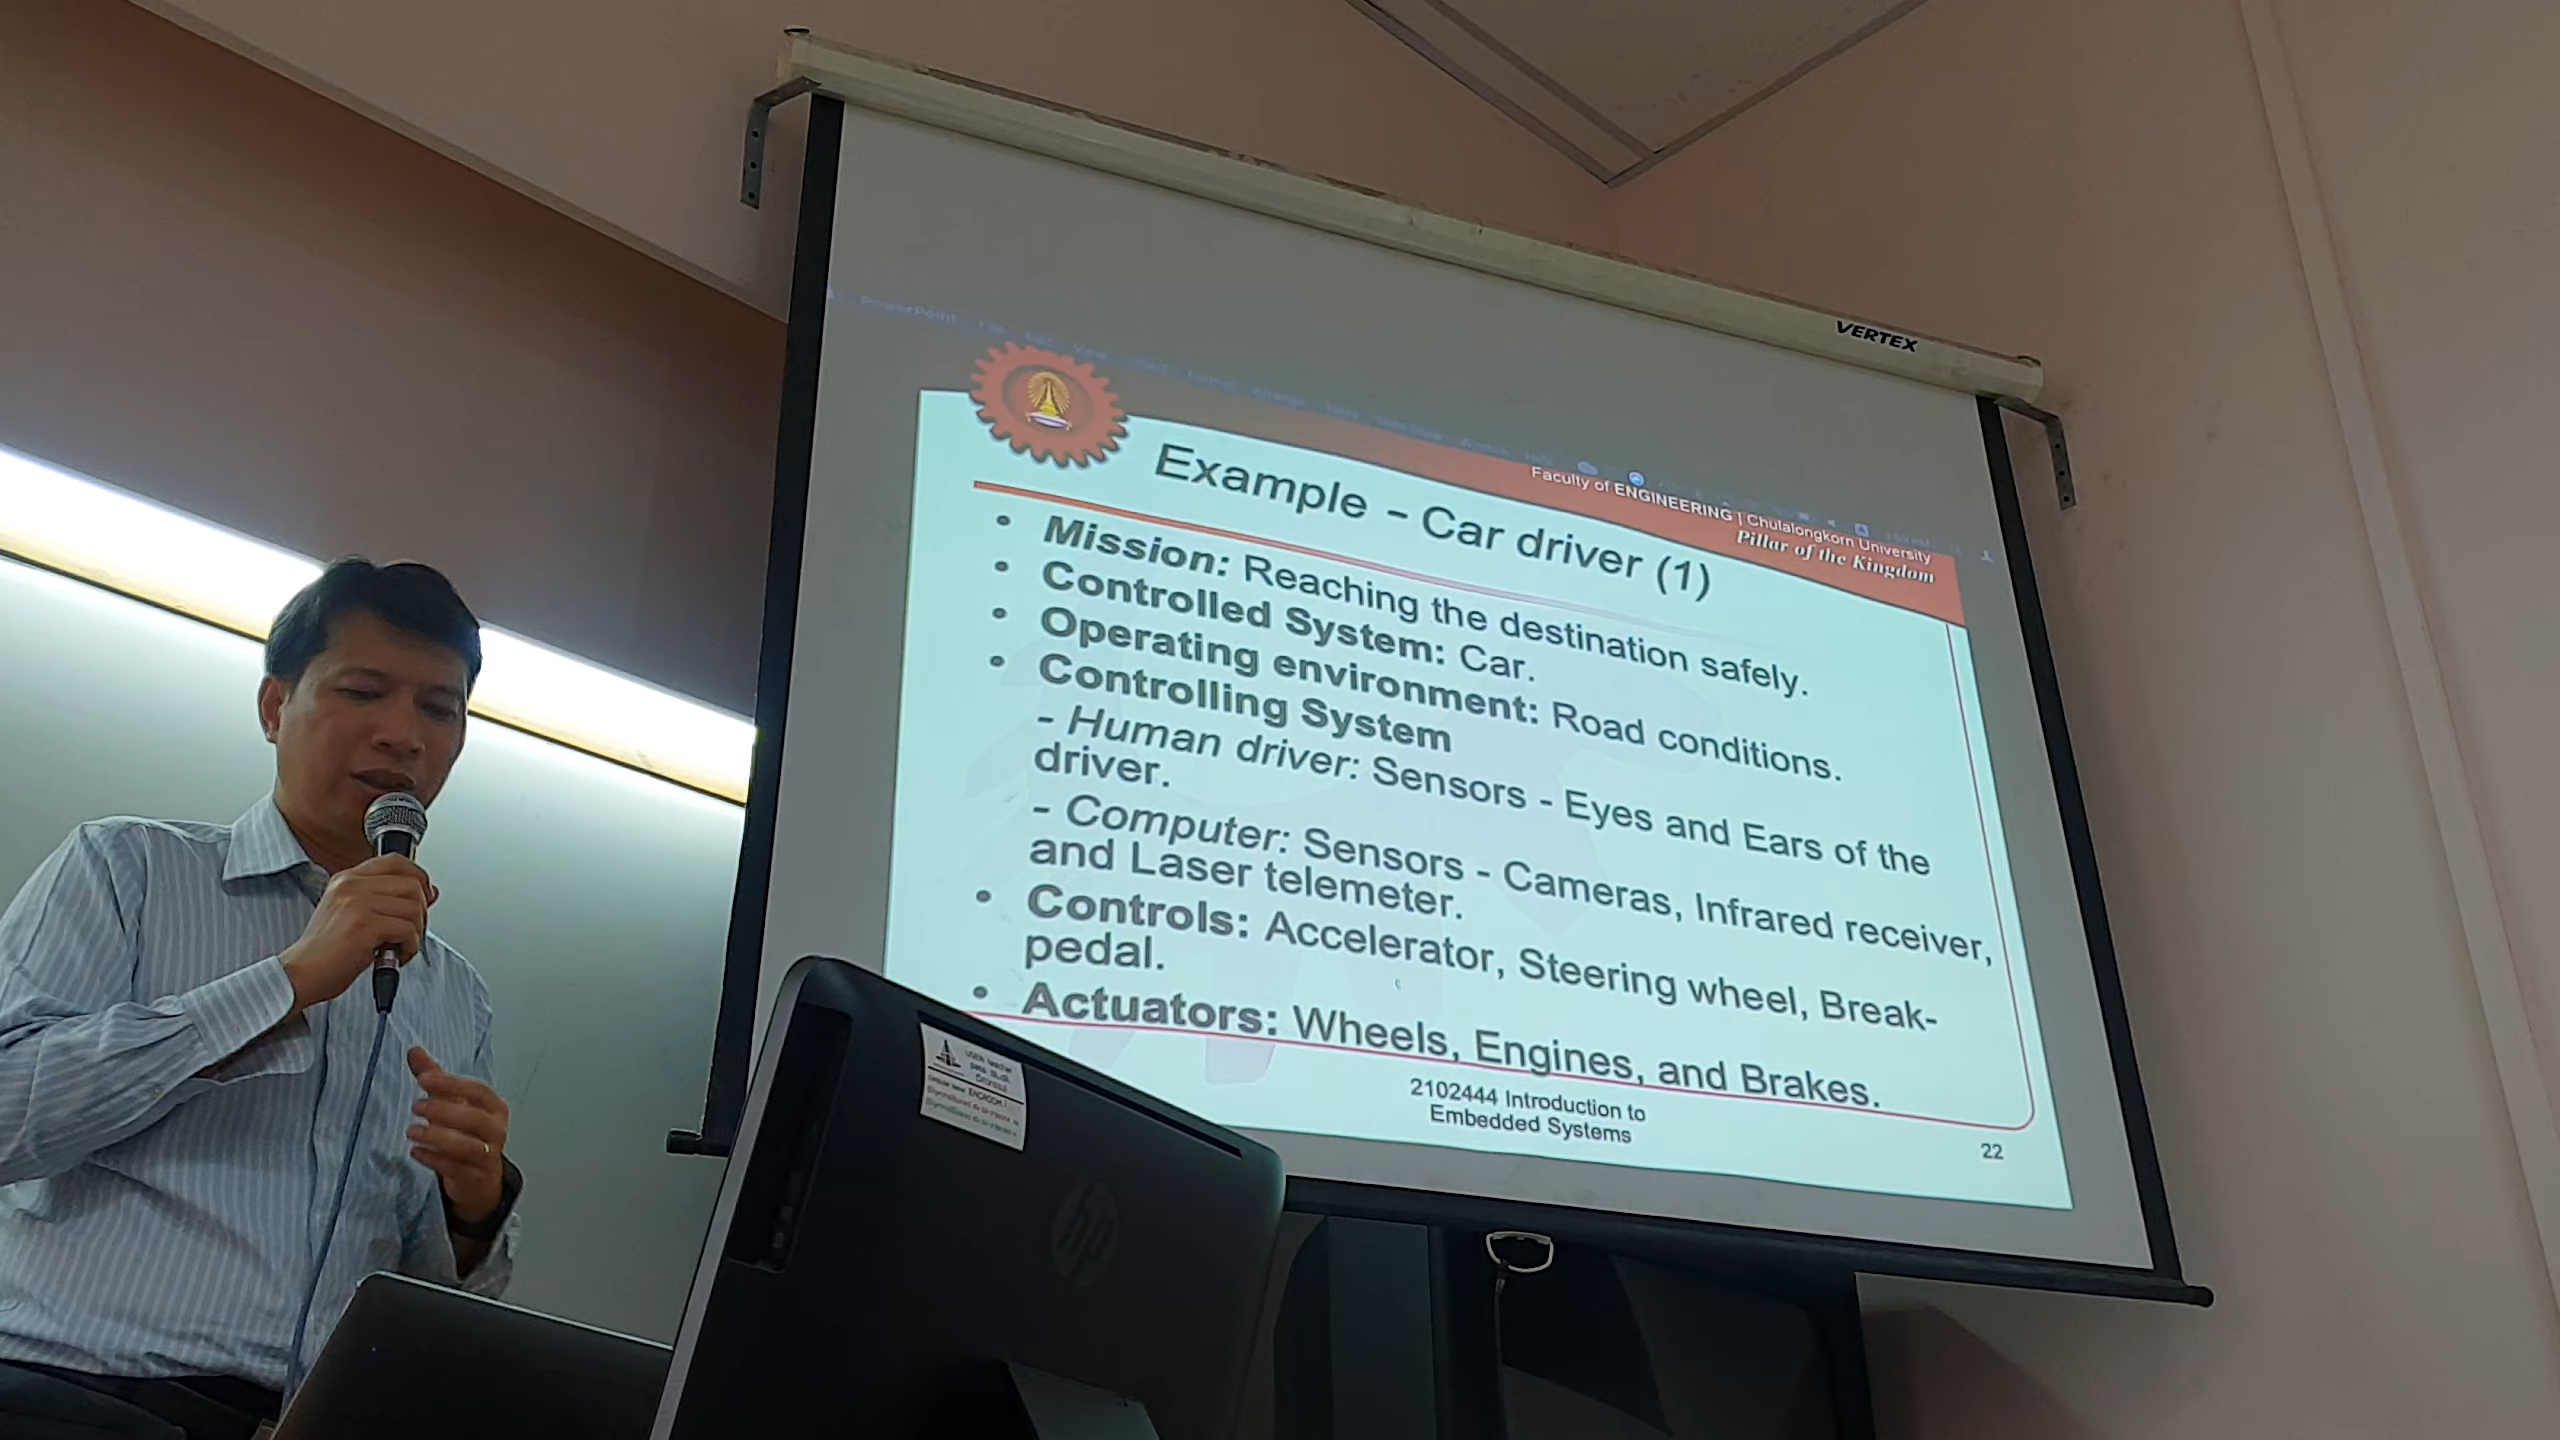 VERTEX
PowerPoint
Faculty of ENGINEERING | Chulalongkorn University
Pillar of the Kingdom
Example - Car driver (1)
• Mission: Reaching the destination safely.
• Controlled System: Car.
• Operating environment: Road conditions.
• Controlling System
- Human driver: Sensors - Eyes and Ears of the
driver.
- Computer: Sensors - Cameras, Infrared receiver,
and Laser telemeter.
• Controls: Accelerator, Steering wheel, Break-
pedal.
• Actuators: Wheels, Engines, and Brakes.
2102444 Introduction to
Embedded Systems
22
hp